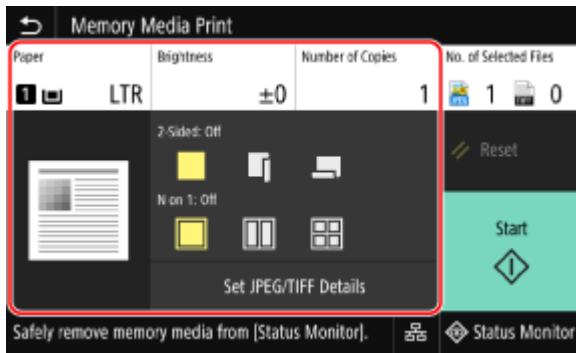 Memory Media Print
Paper
Brightness
Number of Copies
No. of Selected Files
1 LTR
±0
1
1 0
2-Sided: Off
Reset
N on 1: Off
Start
Set JPEG/TIFF Details
Safely remove memory media from [Status Monitor].
Status Monitor